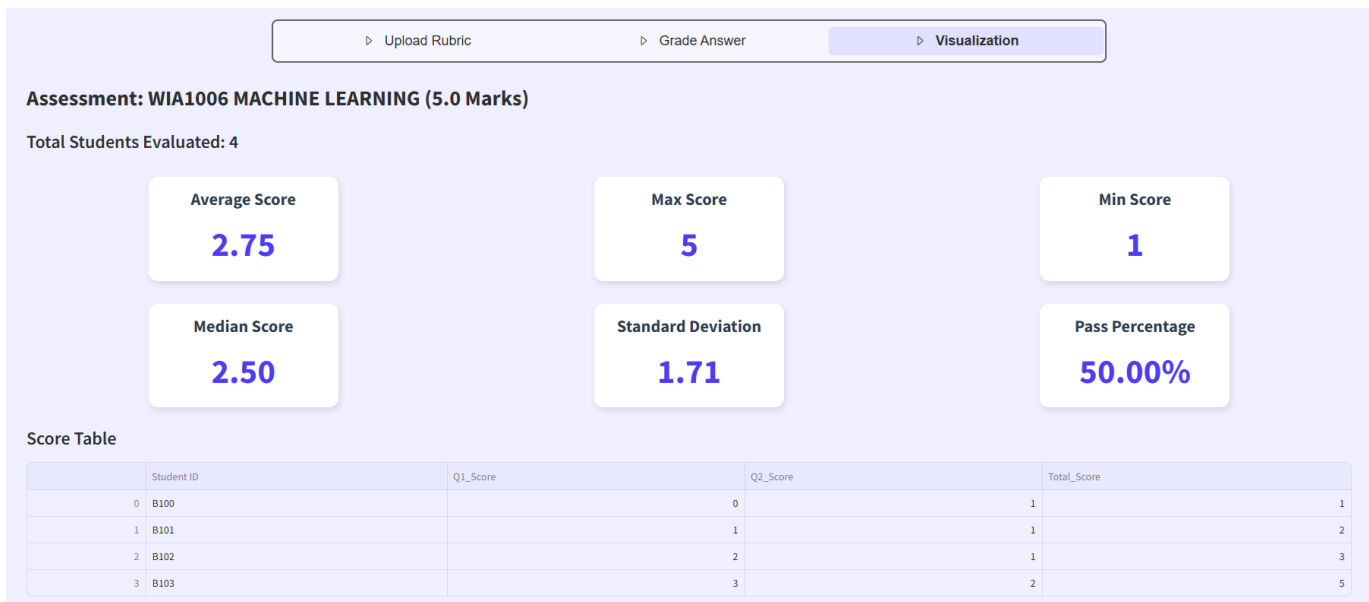 Upload Rubric Grade Answer Visualization
Assessment: WIA1006 MACHINE LEARNING (5.0 Marks)
Total Students Evaluated: 4
Average Score Max Score Min Score
2.75 5 1
Median Score Standard Deviation Pass Percentage
2.50 1.71 50.00%
Score Table
Student ID Q1_Score Q2_Score Total_Score
0 B100 0 1 1
1 B101 1 1 2
2 B102 2 1 3
3 B103 3 2 5